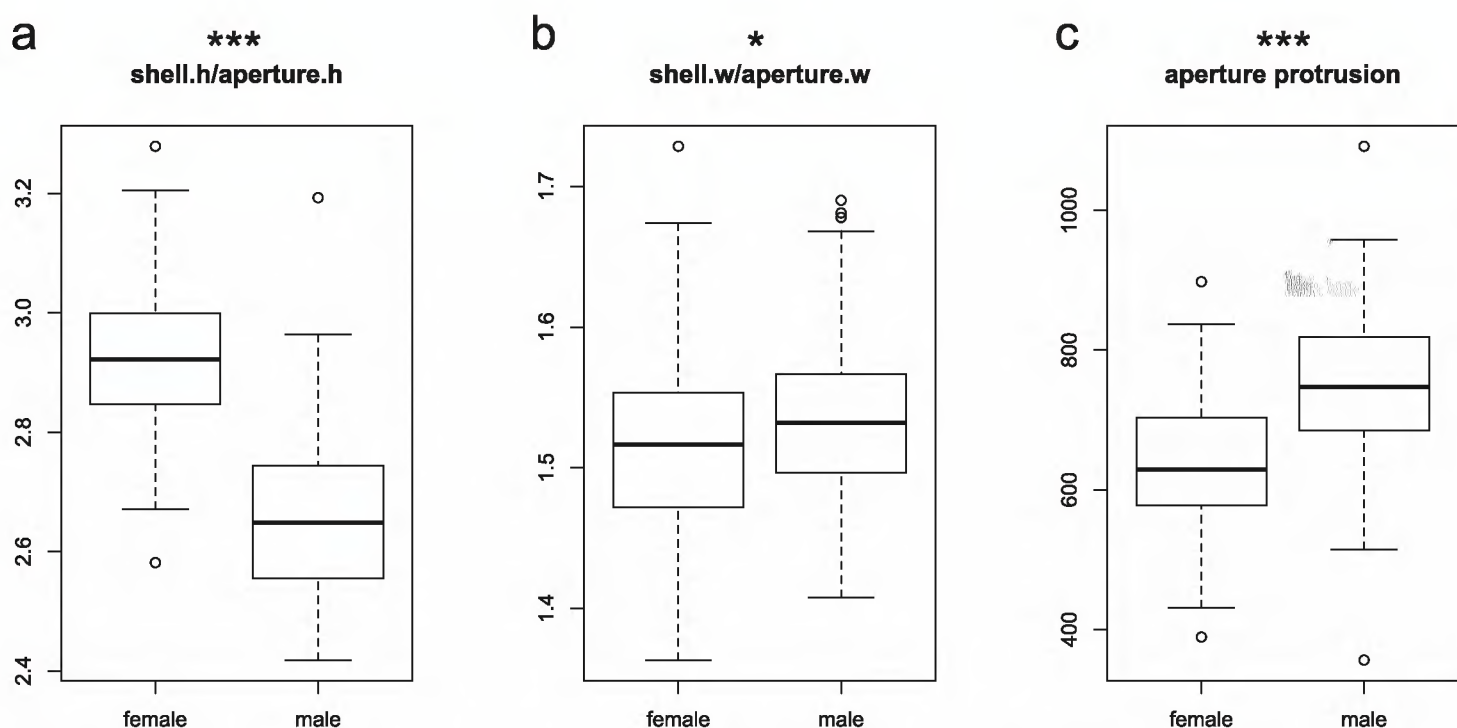 a
***
shell.h/aperture.h
3.2
3.0
2.8
2.6
2.4
female
male
b
*
shell.w/aperture.w
1.7
1.6
1.5
1.4
female
male
c
***
aperture protrusion
1000
800
600
400
female
male